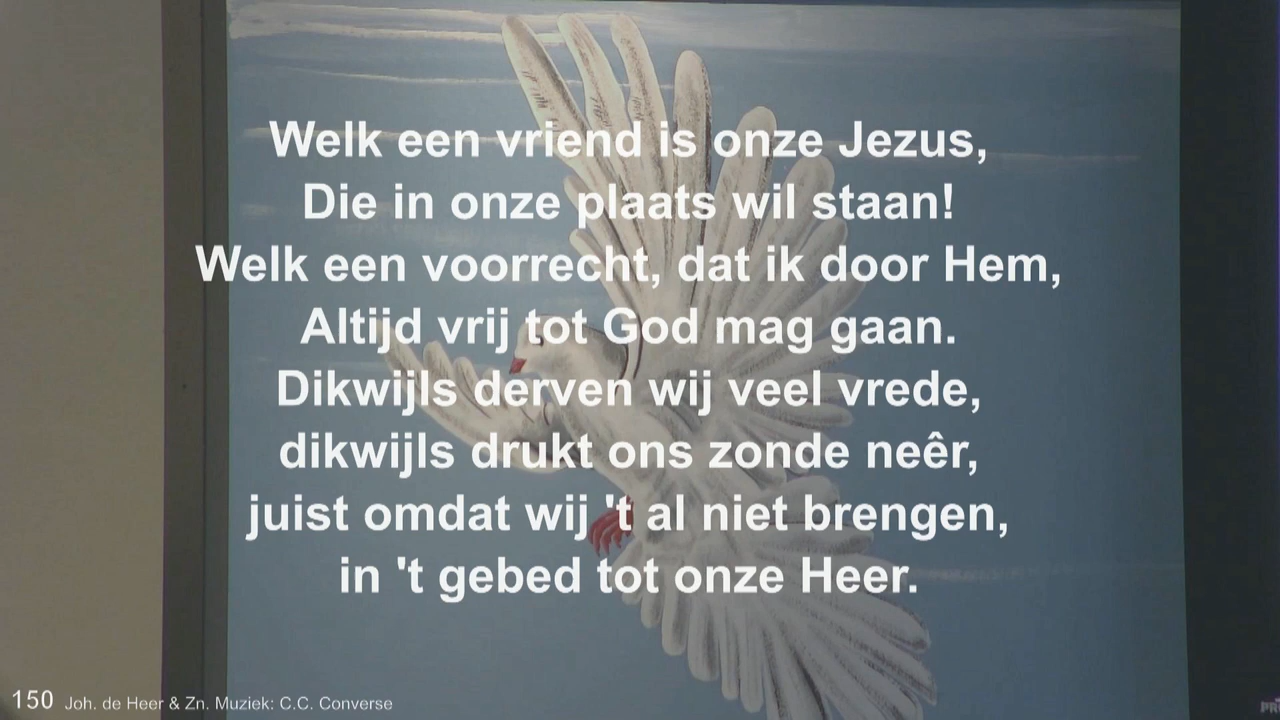 Welk een vriend is onze Jezus,
Die in onze plaats wil staan!
Welk een voorrecht, dat ik door Hem,
Altijd vrij tot God mag gaan.
Dikwijls derven wij veel vrede,
dikwijls drukt ons zonde neêr,
juist omdat wij 't al niet brengen,
in 't gebed tot onze Heer.
150 Joh. de Heer & Zn. Muziek: C.C. Converse